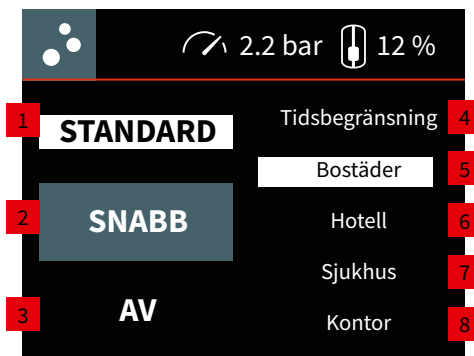 2.2 bar 12 %
1 STANDARD
2 SNABB
3 AV
Tidsbegränsning 4
Bostäder 5
Hotell 6
Sjukhus 7
Kontor 8